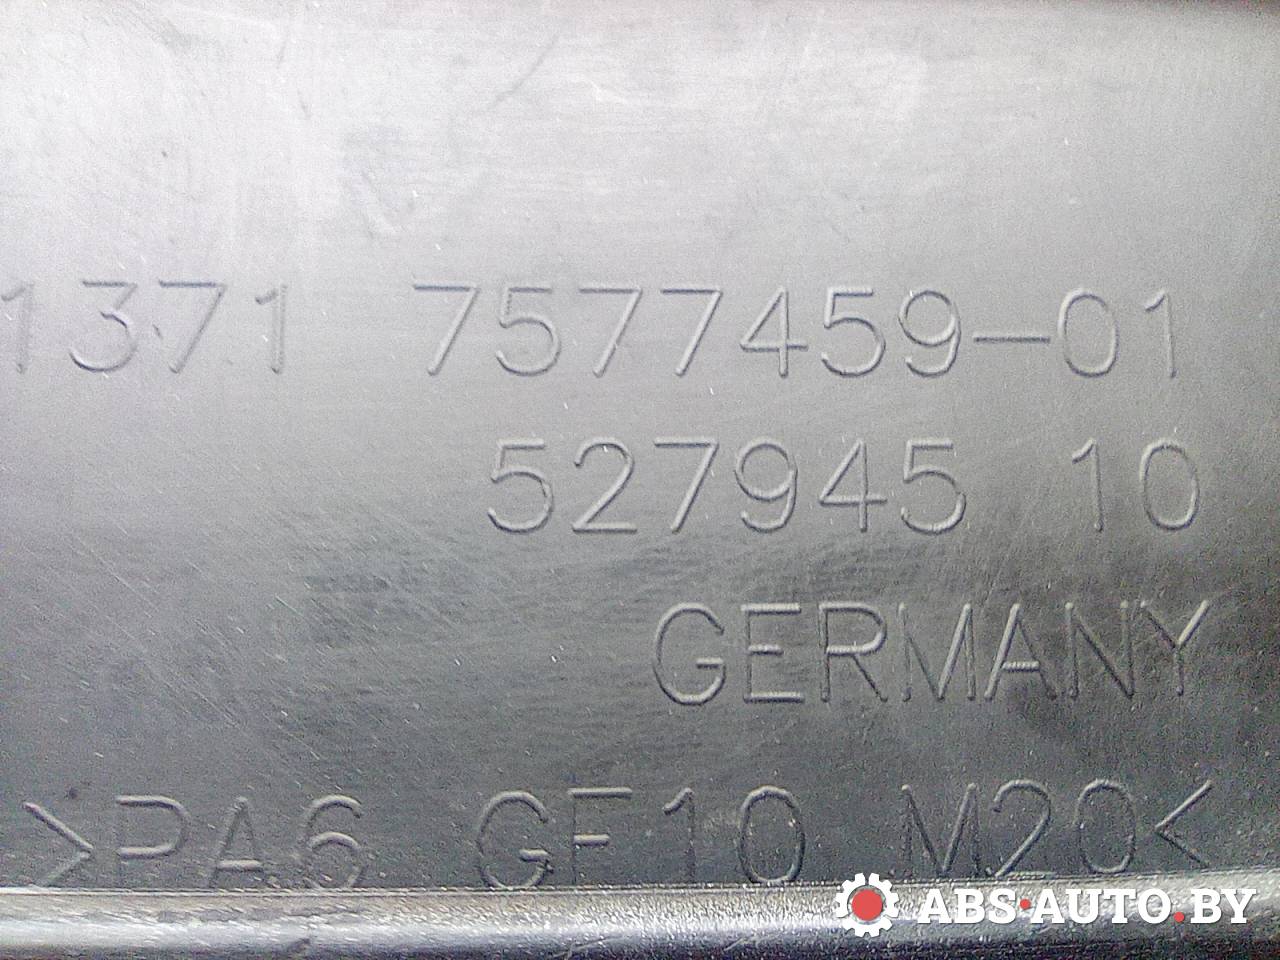 1371 7577459-01
527945 10
GERMANY
>PA6 GF10 M20<
ABS·AUTO.BY